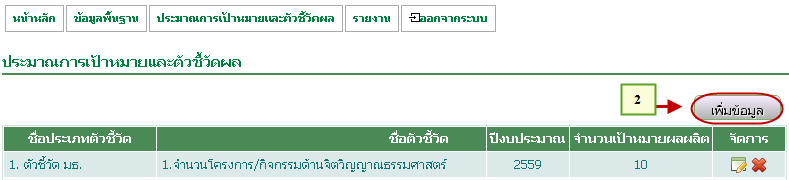 หน้าหลัก ข้อมูลพื้นฐาน ประมาณการเป้าหมายและตัวชี้วัดผล รายงาน ออกจากระบบ
ประมาณการเป้าหมายและตัวชี้วัดผล
2 เพิ่มข้อมูล
ชื่อประเภทตัวชี้วัด ชื่อตัวชี้วัด ปีงบประมาณ จำนวนเป้าหมายผลผลิต จัดการ
1. ตัวชี้วัด มธ. 1.จำนวนโครงการ/กิจกรรมด้านจิตวิญญาณธรรมศาสตร์ 2559 10